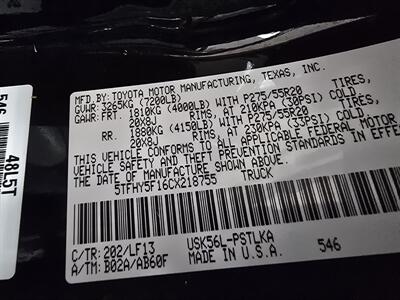 MFD.BY: TOYOTA MOTOR MANUFACTURING, TEXAS, INC.
GVWR: 3265KG (7200LB)
GAWR: FRT. 1810KG (4000LB) WITH P275/55R20 TIRES,
20X8J RIMS AT 210KPA (30PSI) COLD.
RR. 1880KG (4150LB) WITH P275/55R20 TIRES,
20X8J RIMS AT 230KPA (33PSI) COLD.
THIS VEHICLE CONFORMS TO ALL APPLICABLE FEDERAL MOTOR
VEHICLE SAFETY AND THEFT PREVENTION STANDARDS IN EFFECT ON
THE DATE OF MANUFACTURE SHOWN ABOVE.
5TFHY5F16CX218755 TRUCK
C/TR: 202/LF13 USK56L-PSTLKA
A/TM: B02A/AB60F MADE IN U.S.A. 546
546
48L5T